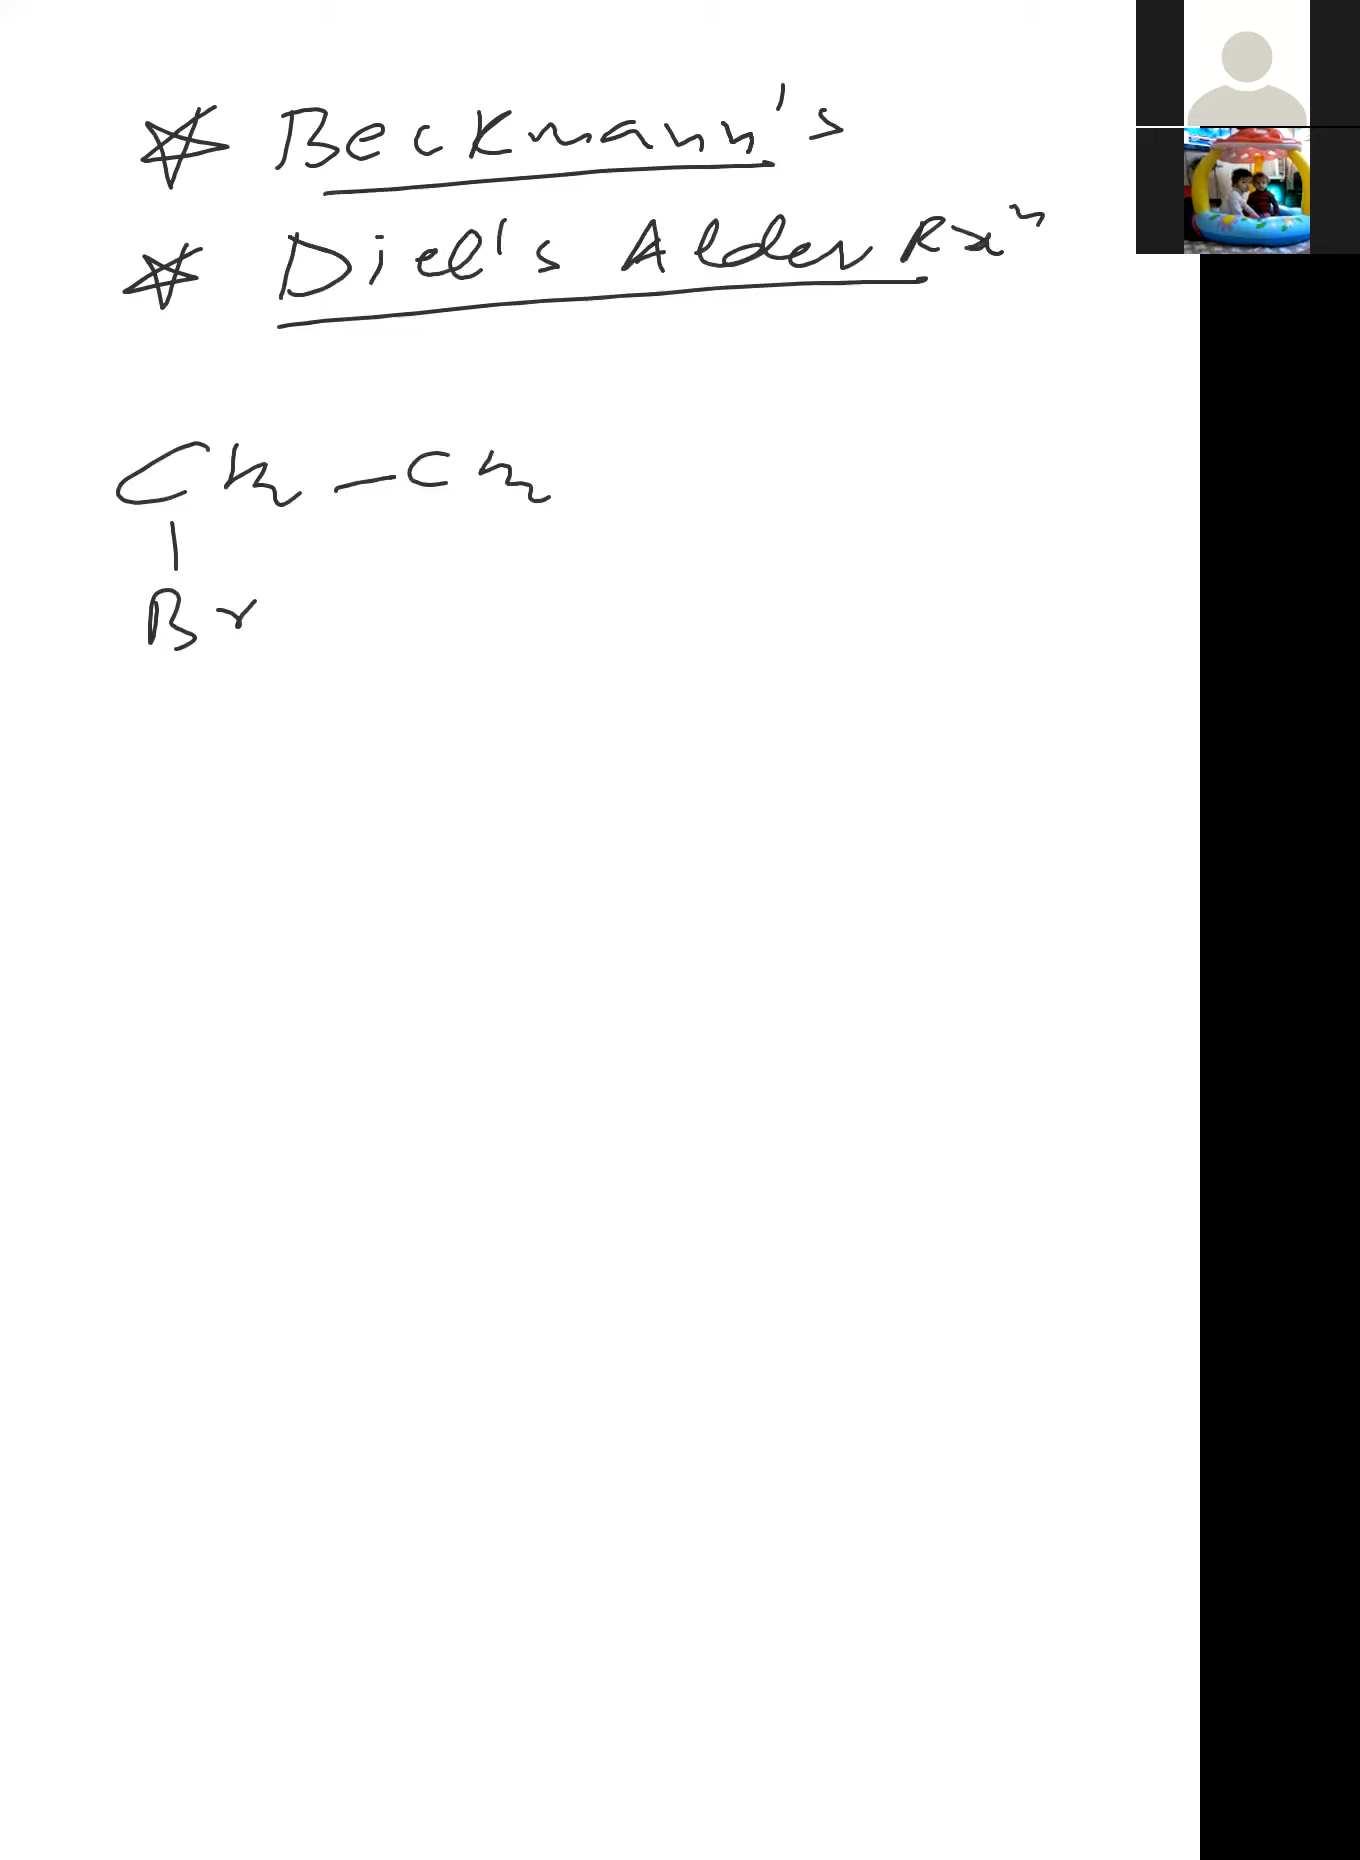 ☆ Beckmann's
☆ Diel's Alder Rxn
CH2 - CH2
|
Br